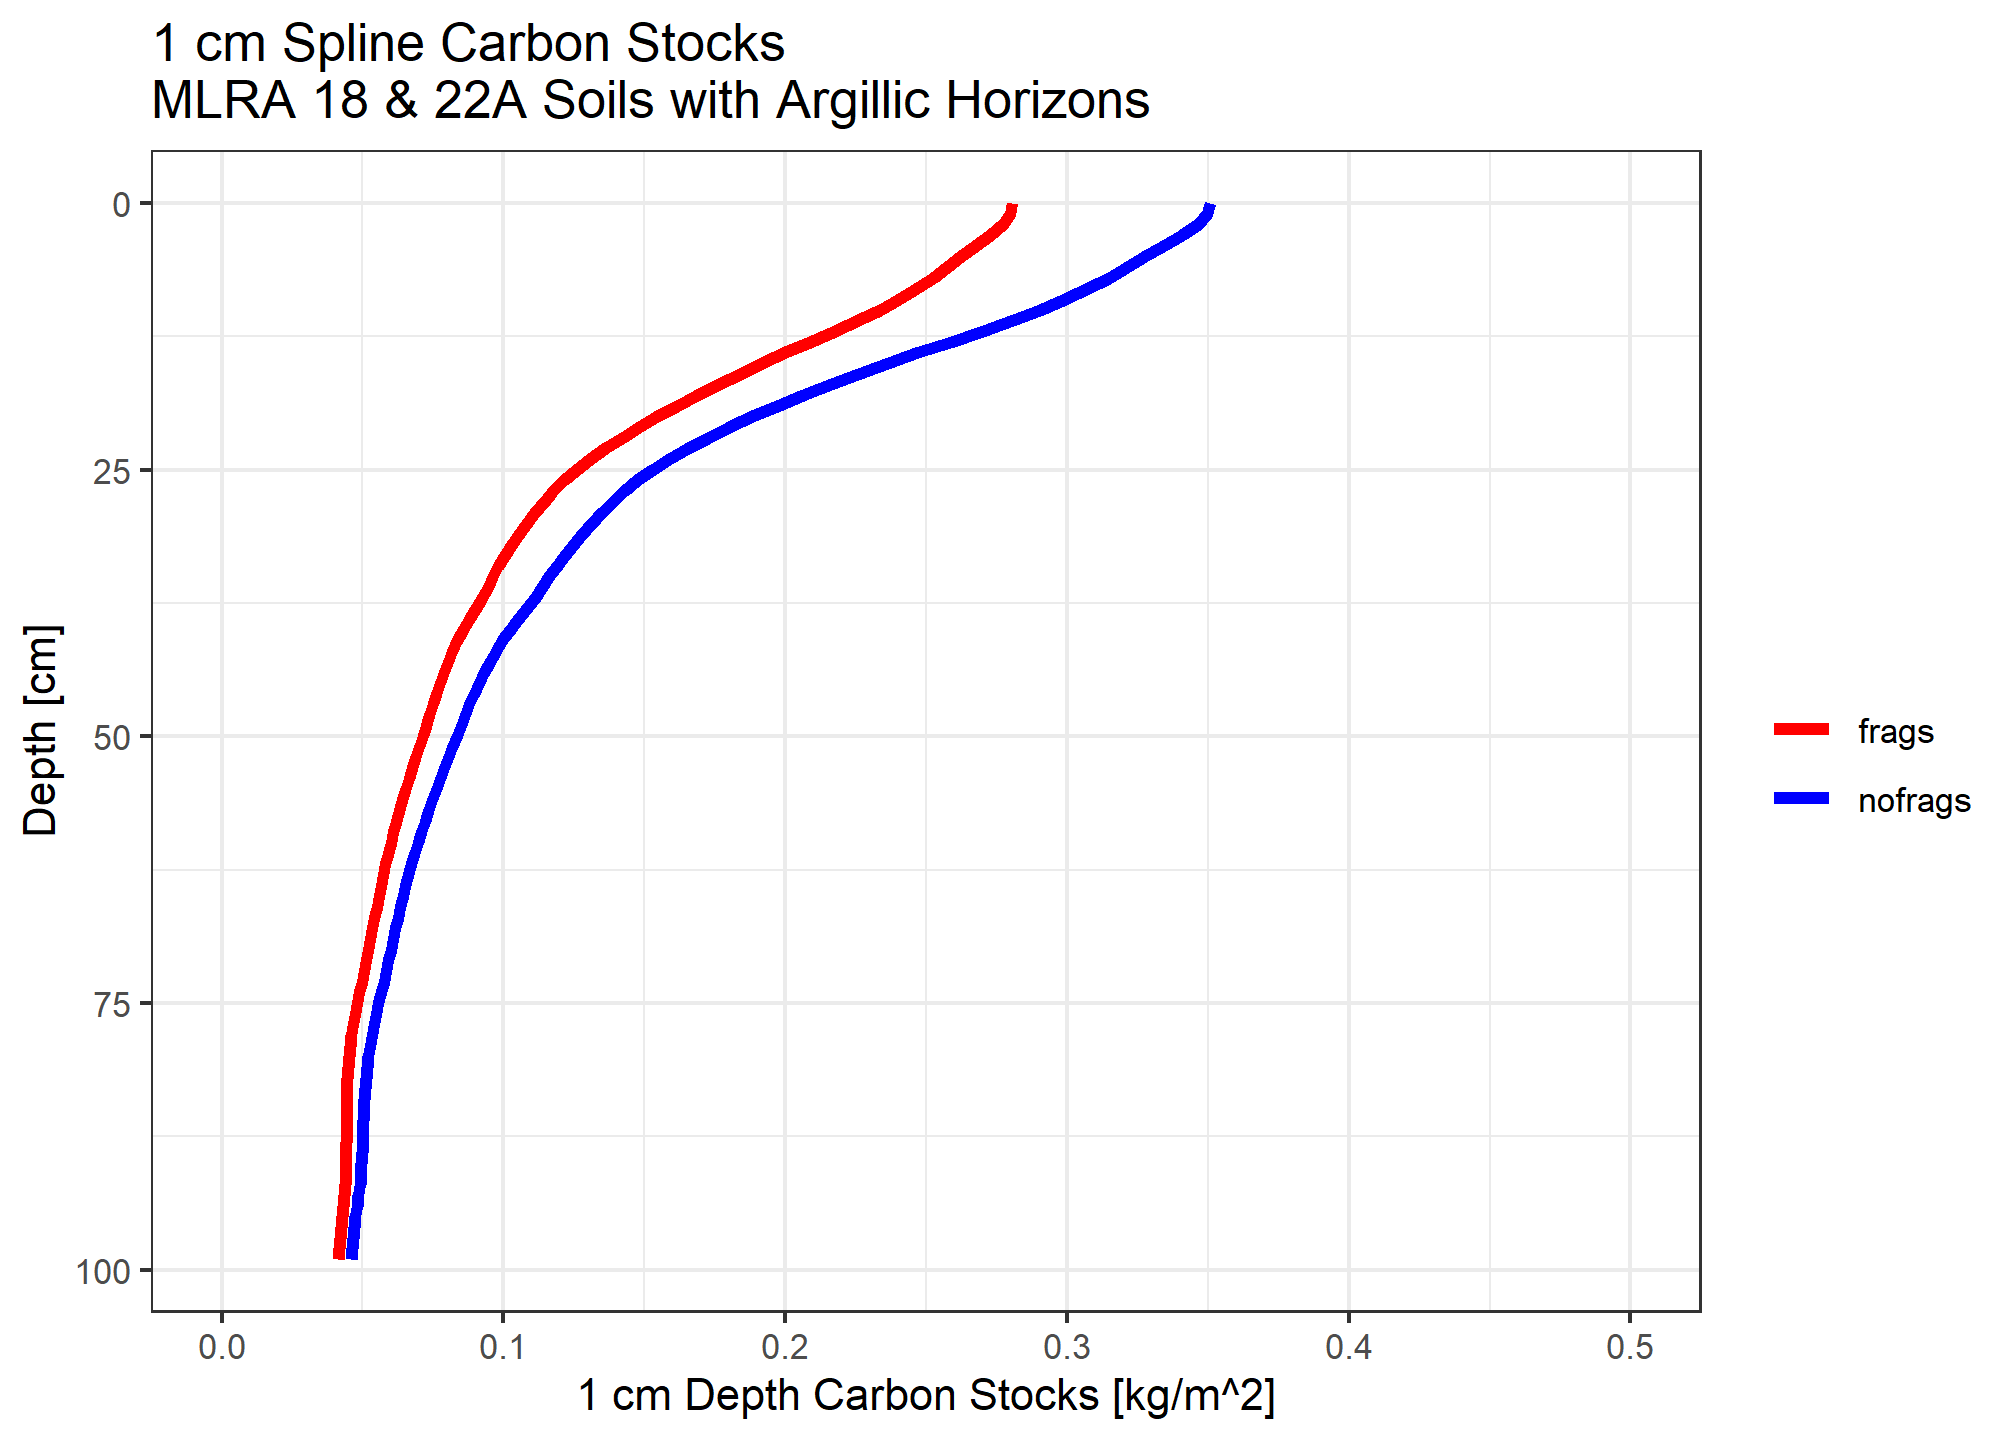 1 cm Spline Carbon Stocks
MLRA 18 & 22A Soils with Argillic Horizons
0
25
50
75
100
Depth [cm]
0.0 0.1 0.2 0.3 0.4 0.5
1 cm Depth Carbon Stocks [kg/m^2]
frags
nofrags